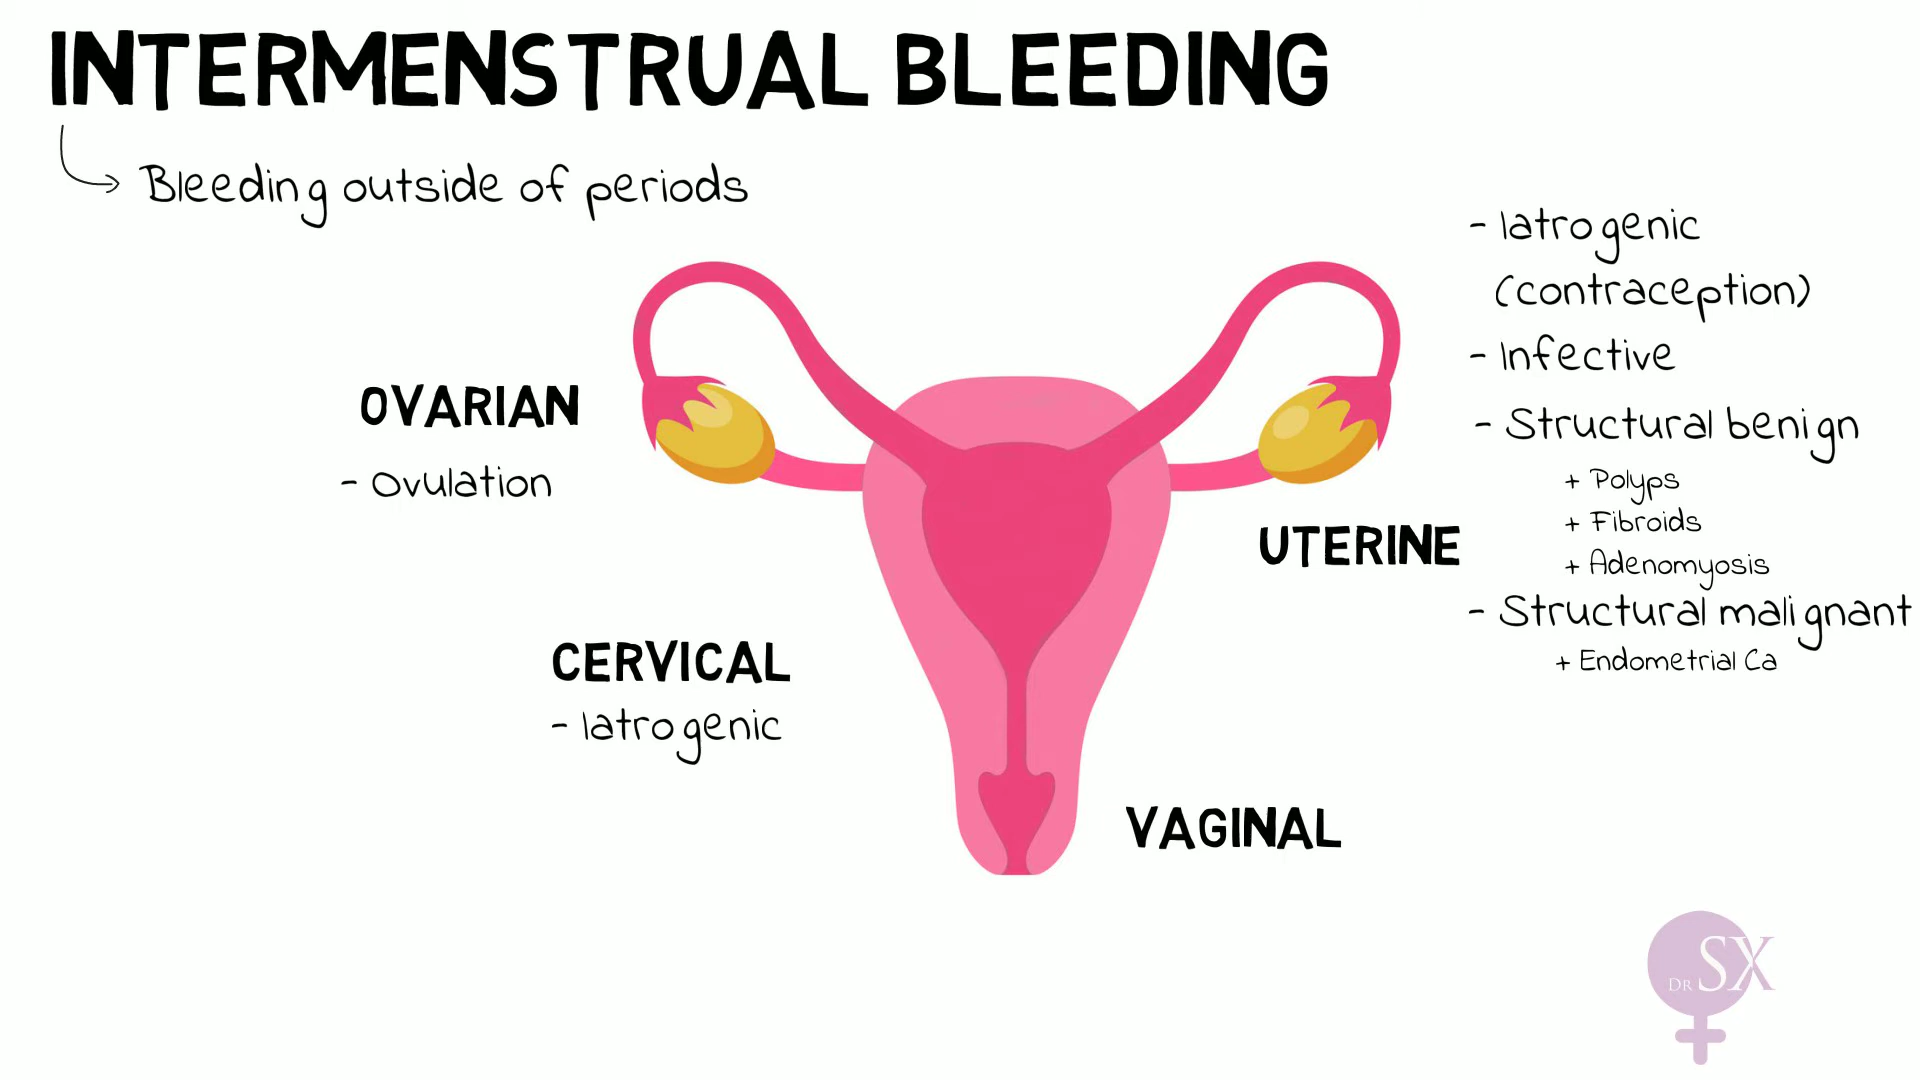 INTERMENSTRUAL BLEEDING
Bleeding outside of periods
OVARIAN
- Ovulation
CERVICAL
- Iatrogenic
UTERINE
- Iatrogenic
(contraception)
- Infective
- Structural benign
+ Polyps
+ Fibroids
+ Adenomyosis
- Structural malignant
+ Endometrial Ca
VAGINAL
DR SX